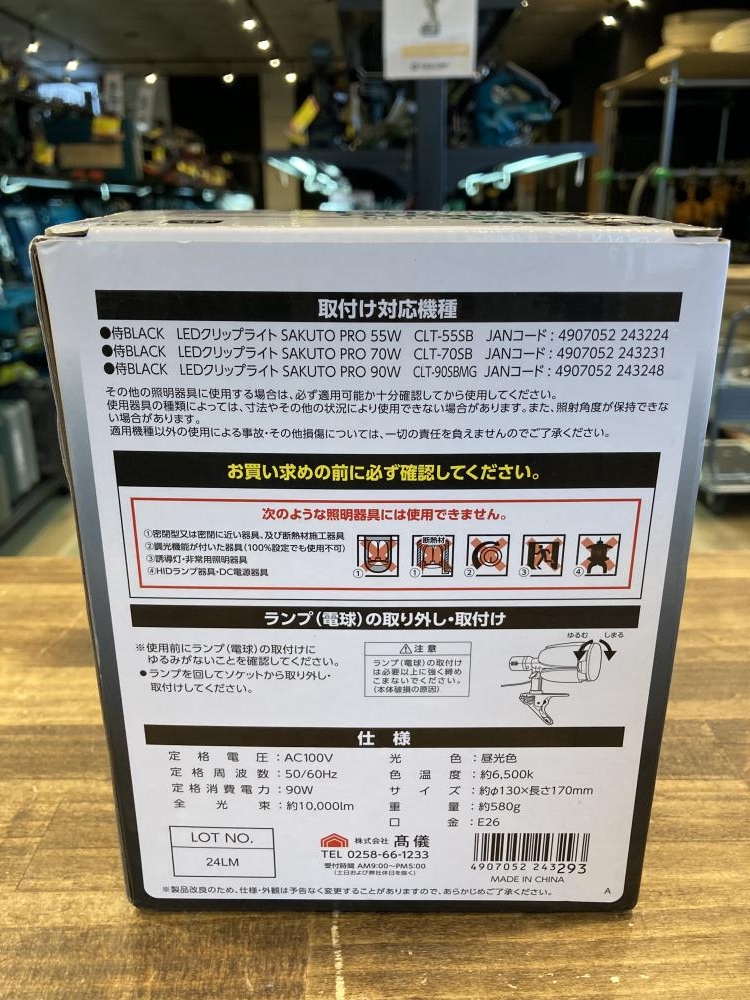 取付け対応機種
●侍BLACK LEDクリップライト SAKUTO PRO 55W CLT-55SB JANコード : 4907052 243224
●侍BLACK LEDクリップライト SAKUTO PRO 70W CLT-70SB JANコード : 4907052 243231
●侍BLACK LEDクリップライト SAKUTO PRO 90W CLT-90SBMG JANコード : 4907052 243248
その他の照明器具に使用する場合は、必ず適用可能か十分確認してから使用してください。
使用器具の種類によっては、寸法やその他の状況により使用できない場合があります。また、照射角度が保持できな
い場合があります。
適用機種以外の使用による事故・その他損傷については、一切の責任を負えませんのでご了承ください。
お買い求めの前に必ず確認してください。
次のような照明器具には使用できません。
①密閉型又は密閉に近い器具、及び断熱材施工器具
②調光機能が付いた器具(100%設定でも使用不可)
③誘導灯・非常用照明器具
④HIDランプ器具・DC電源器具
断熱材
① ① ② ③ ④
ランプ(電球)の取り外し・取付け
※使用前にランプ(電球)の取付けに
ゆるみがないことを確認してください。
●ランプを回してソケットから取り外し・
取付けしてください。
⚠注意
ランプ(電球)の取付け
は必要以上に強く締め
こまないでください。
(本体破損の原因)
ゆるむ しまる
仕様
定格電圧 : AC100V
定格周波数 : 50/60Hz
定格消費電力 : 90W
全光束 : 約10,000lm
光色 : 昼光色
色温度 : 約6,500k
サイズ : 約φ130×長さ170mm
重量 : 約580g
口金 : E26
LOT NO.
24LM
株式会社 髙儀
TEL 0258-66-1233
受付時間 AM9:00〜PM5:00
(土日および弊社休日を除く)
4907052 243293
MADE IN CHINA
※製品改良のため、仕様・外観は予告なく変更することがありますので、あらかじめご了承ください。
A